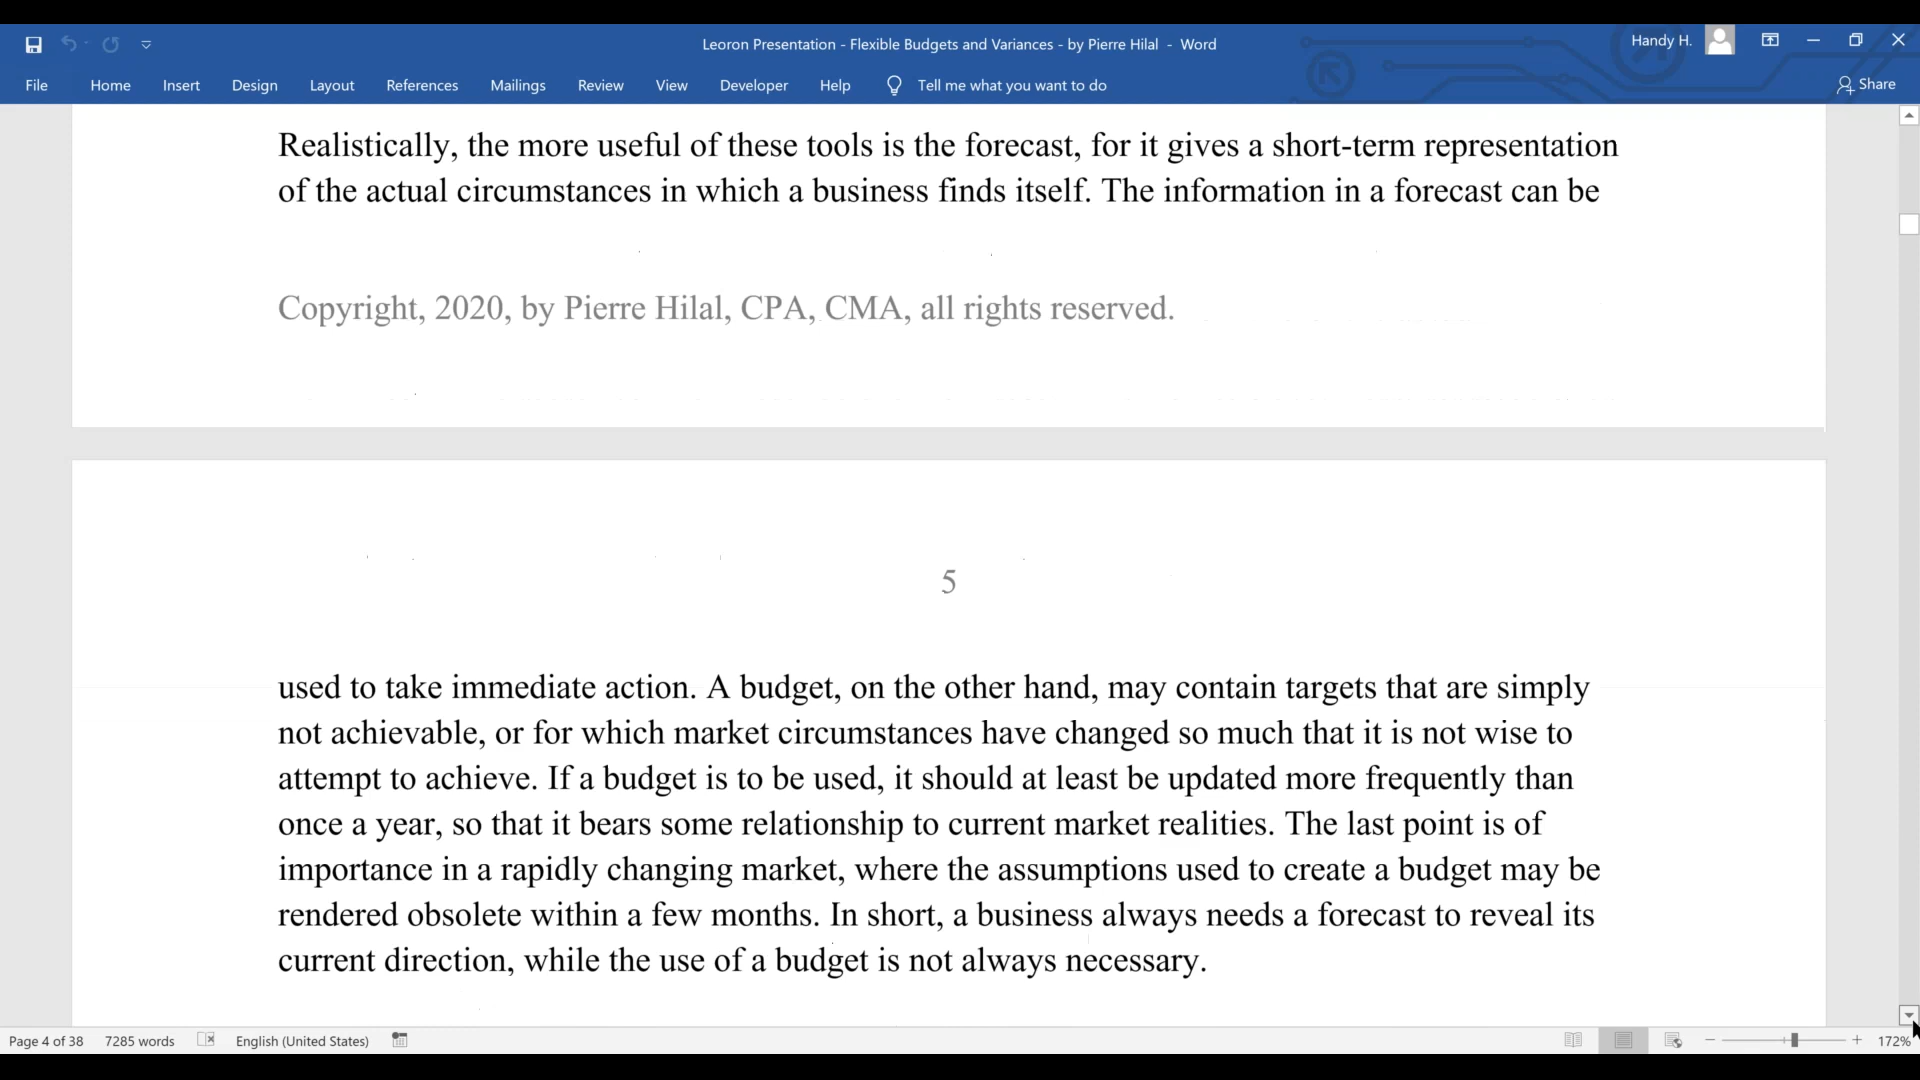 Leoron Presentation - Flexible Budgets and Variances - by Pierre Hilal - Word
Handy H.
File Home Insert Design Layout References Mailings Review View Developer Help Tell me what you want to do Share
Realistically, the more useful of these tools is the forecast, for it gives a short-term representation
of the actual circumstances in which a business finds itself. The information in a forecast can be
Copyright, 2020, by Pierre Hilal, CPA, CMA, all rights reserved.
5
used to take immediate action. A budget, on the other hand, may contain targets that are simply
not achievable, or for which market circumstances have changed so much that it is not wise to
attempt to achieve. If a budget is to be used, it should at least be updated more frequently than
once a year, so that it bears some relationship to current market realities. The last point is of
importance in a rapidly changing market, where the assumptions used to create a budget may be
rendered obsolete within a few months. In short, a business always needs a forecast to reveal its
current direction, while the use of a budget is not always necessary.
Page 4 of 38 7285 words English (United States) 172%